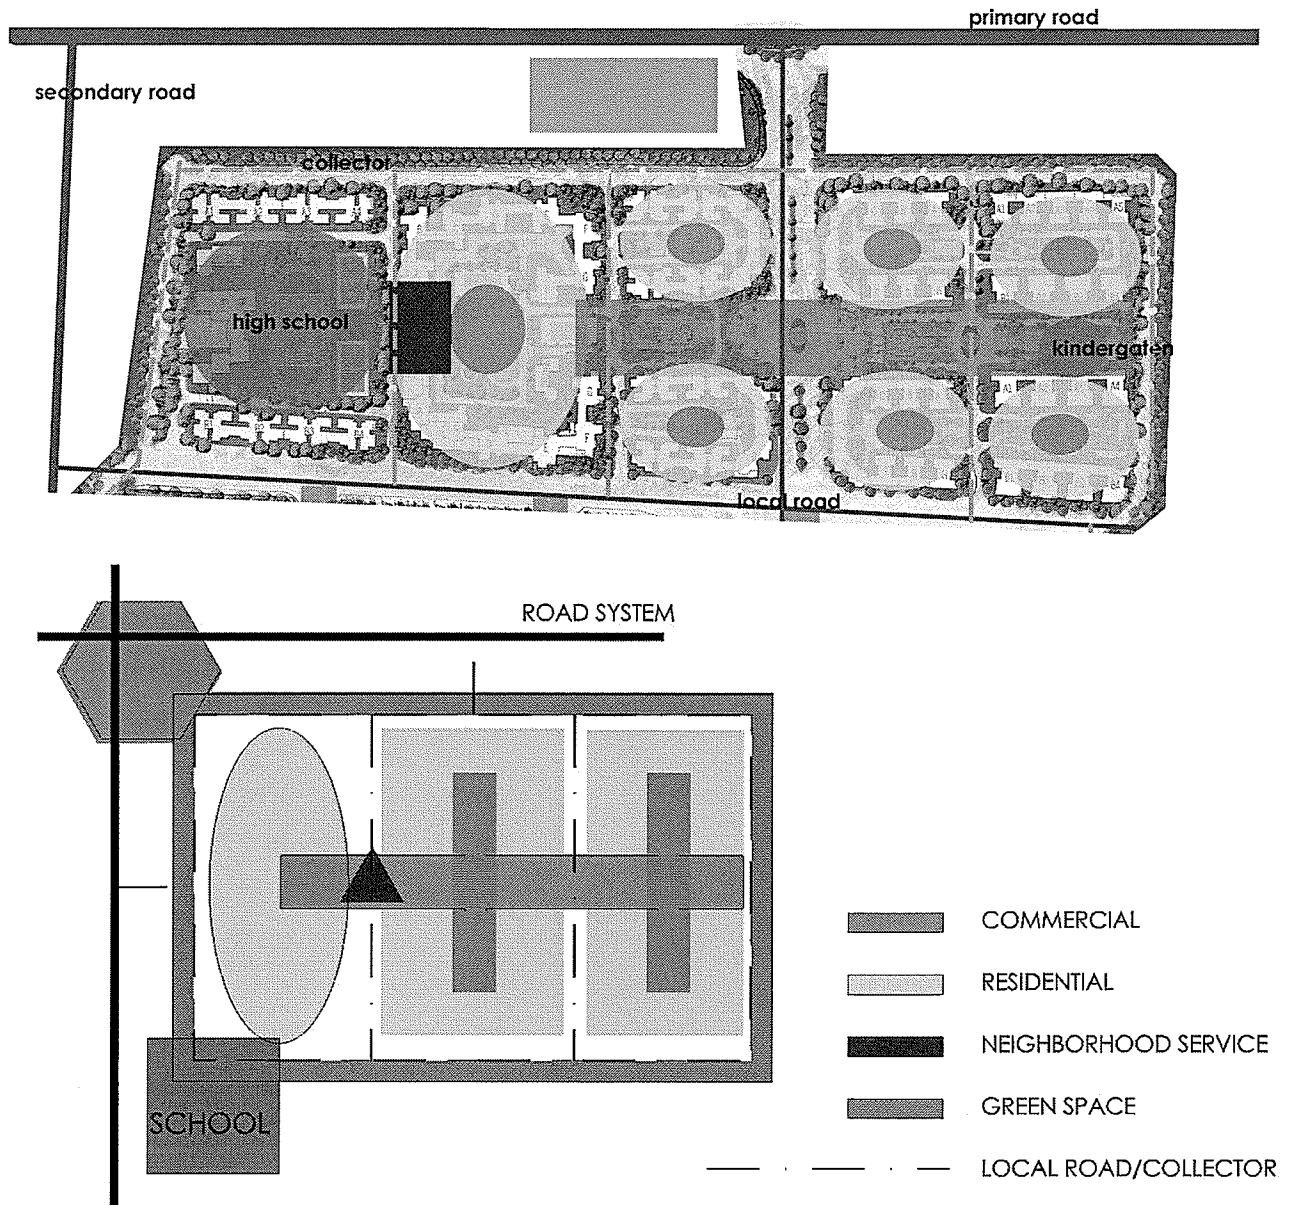 primary road
secondary road
collector
high school
kindergaten
local road
ROAD SYSTEM
SCHOOL
COMMERCIAL
RESIDENTIAL
NEIGHBORHOOD SERVICE
GREEN SPACE
LOCAL ROAD/COLLECTOR